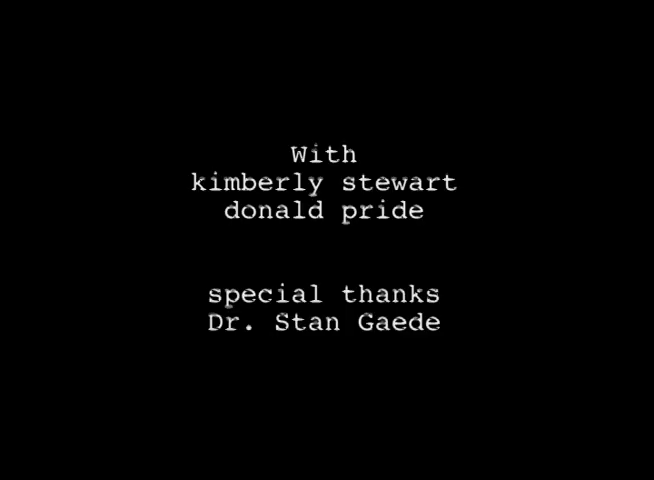 With
kimberly stewart
donald pride
special thanks
Dr. Stan Gaede